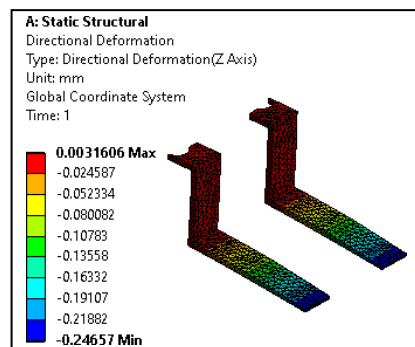 A: Static Structural
Directional Deformation
Type: Directional Deformation(Z Axis)
Unit: mm
Global Coordinate System
Time: 1
0.0031606 Max
-0.024587
-0.052334
-0.080082
-0.10783
-0.13558
-0.16332
-0.19107
-0.21882
-0.24657 Min